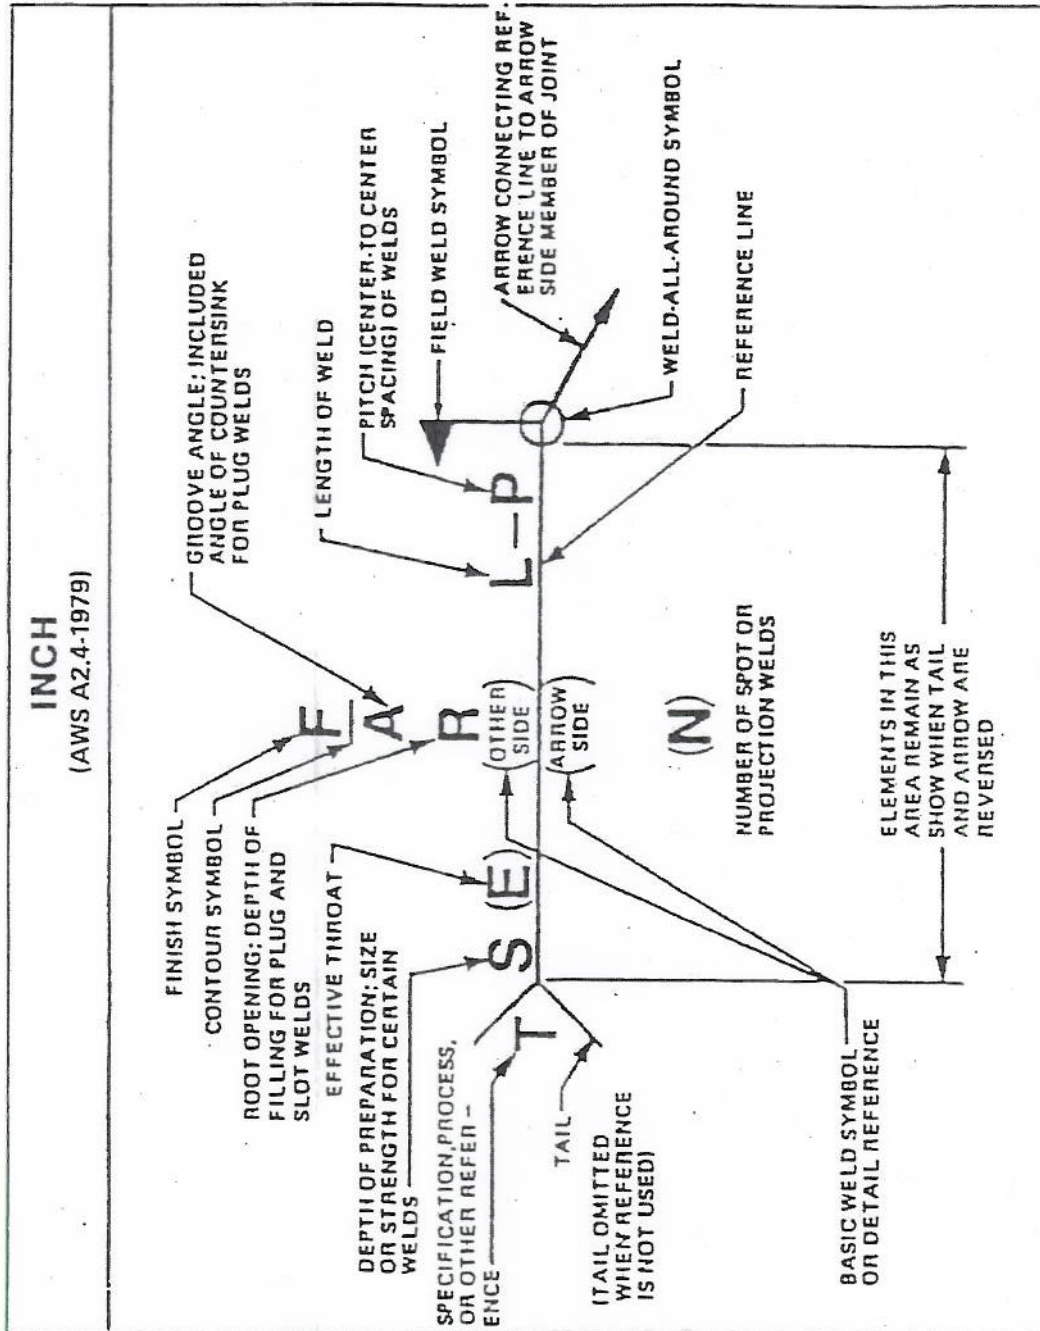 INCH
(AWS A2.4-1979)
FINISH SYMBOL
CONTOUR SYMBOL
ROOT OPENING; DEPTH OF
FILLING FOR PLUG AND
SLOT WELDS
EFFECTIVE THROAT
DEPTH OF PREPARATION; SIZE
OR STRENGTH FOR CERTAIN
WELDS
SPECIFICATION, PROCESS,
OR OTHER REFER-
ENCE
TAIL
(TAIL OMITTED
WHEN REFERENCE
IS NOT USED)
BASIC WELD SYMBOL
OR DETAIL REFERENCE
GROOVE ANGLE; INCLUDED
ANGLE OF COUNTERSINK
FOR PLUG WELDS
LENGTH OF WELD
PITCH (CENTER-TO CENTER
SPACING) OF WELDS
FIELD WELD SYMBOL
ARROW CONNECTING REF.
ERENCE LINE TO ARROW
SIDE MEMBER OF JOINT
WELD-ALL-AROUND SYMBOL
REFERENCE LINE
F
A
R
T
S (E)
(OTHER
SIDE)
(ARROW
SIDE)
L – P
(N)
NUMBER OF SPOT OR
PROJECTION WELDS
ELEMENTS IN THIS
AREA REMAIN AS
SHOW WHEN TAIL
AND ARROW ARE
REVERSED